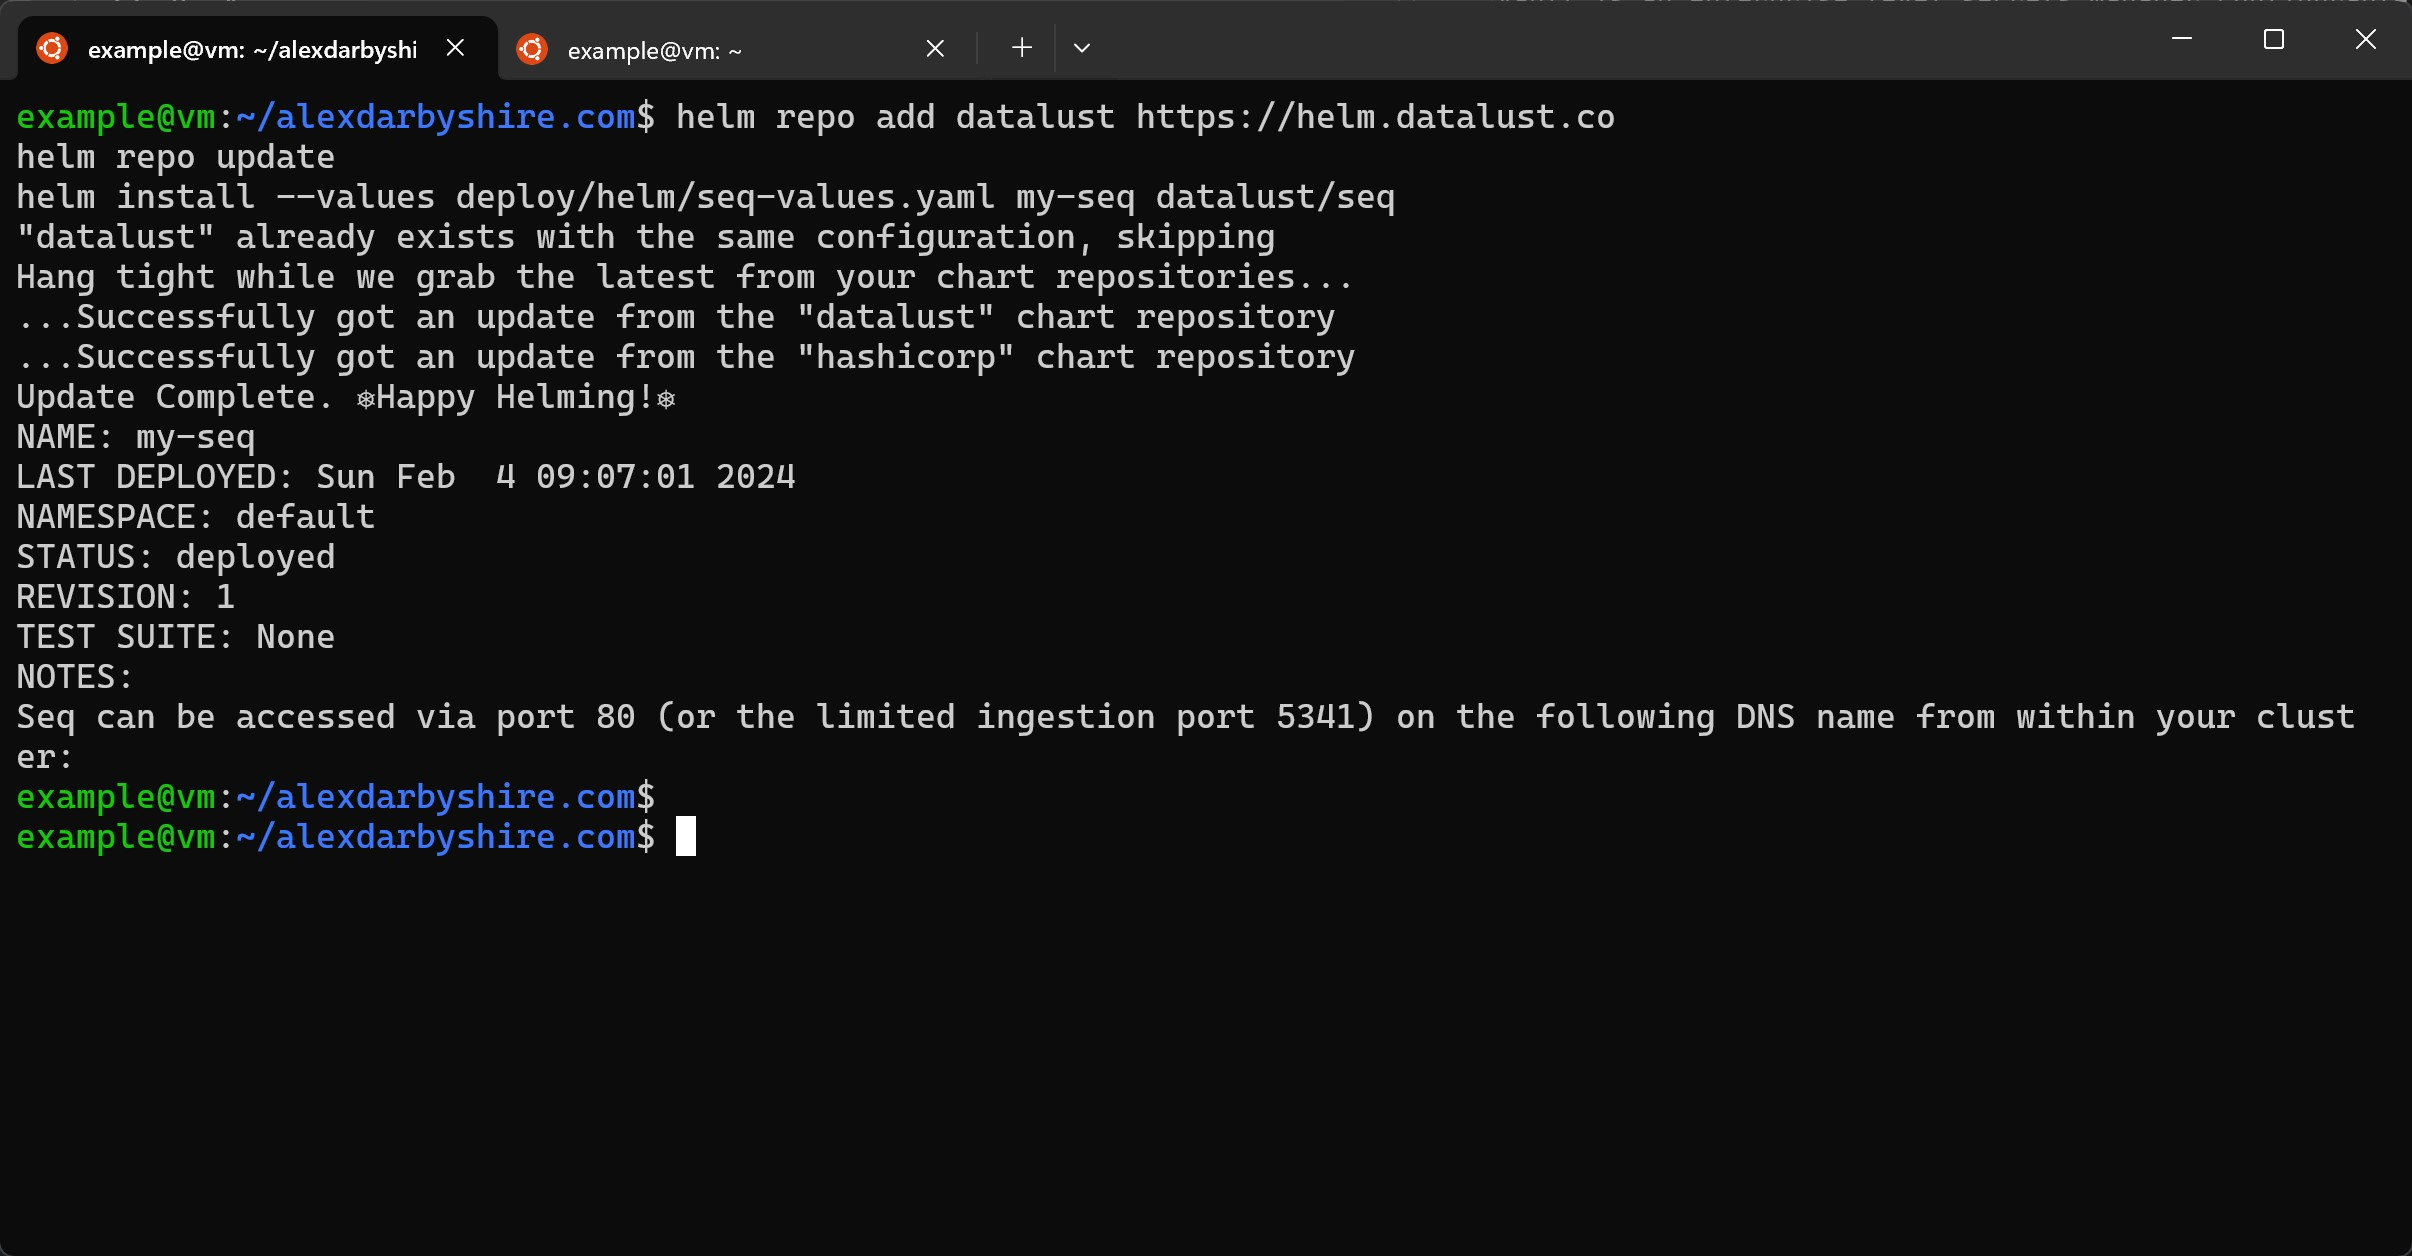 example@vm: ~/alexdarbyshi
example@vm: ~
example@vm:~/alexdarbyshire.com$ helm repo add datalust https://helm.datalust.co
helm repo update
helm install --values deploy/helm/seq-values.yaml my-seq datalust/seq
"datalust" already exists with the same configuration, skipping
Hang tight while we grab the latest from your chart repositories...
...Successfully got an update from the "datalust" chart repository
...Successfully got an update from the "hashicorp" chart repository
Update Complete. ⎈Happy Helming!⎈
NAME: my-seq
LAST DEPLOYED: Sun Feb  4 09:07:01 2024
NAMESPACE: default
STATUS: deployed
REVISION: 1
TEST SUITE: None
NOTES:
Seq can be accessed via port 80 (or the limited ingestion port 5341) on the following DNS name from within your clust
er:
example@vm:~/alexdarbyshire.com$
example@vm:~/alexdarbyshire.com$